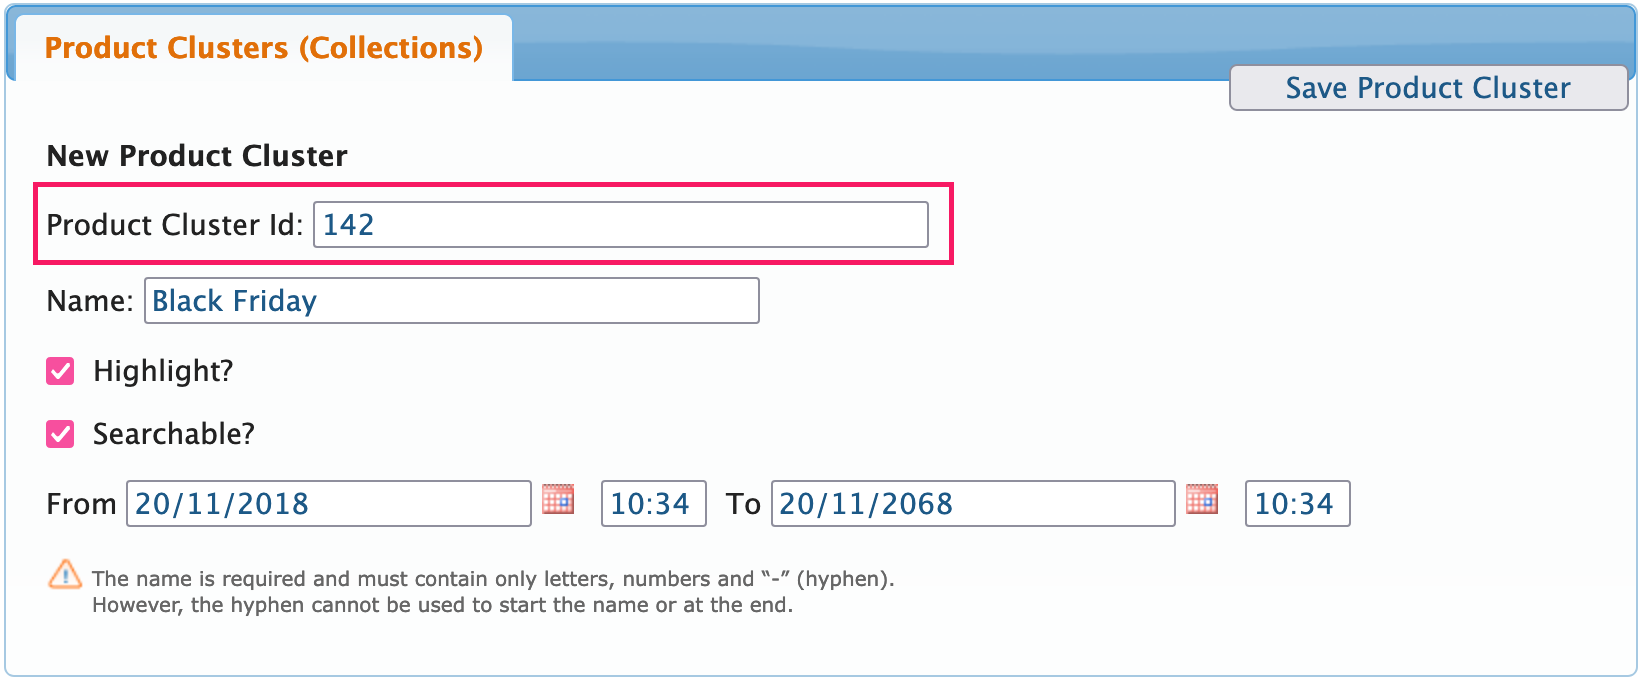 Product Clusters (Collections)
Save Product Cluster
New Product Cluster
Product Cluster Id: 142
Name: Black Friday
Highlight?
Searchable?
From 20/11/2018 10:34 To 20/11/2068 10:34
The name is required and must contain only letters, numbers and “-” (hyphen).
However, the hyphen cannot be used to start the name or at the end.